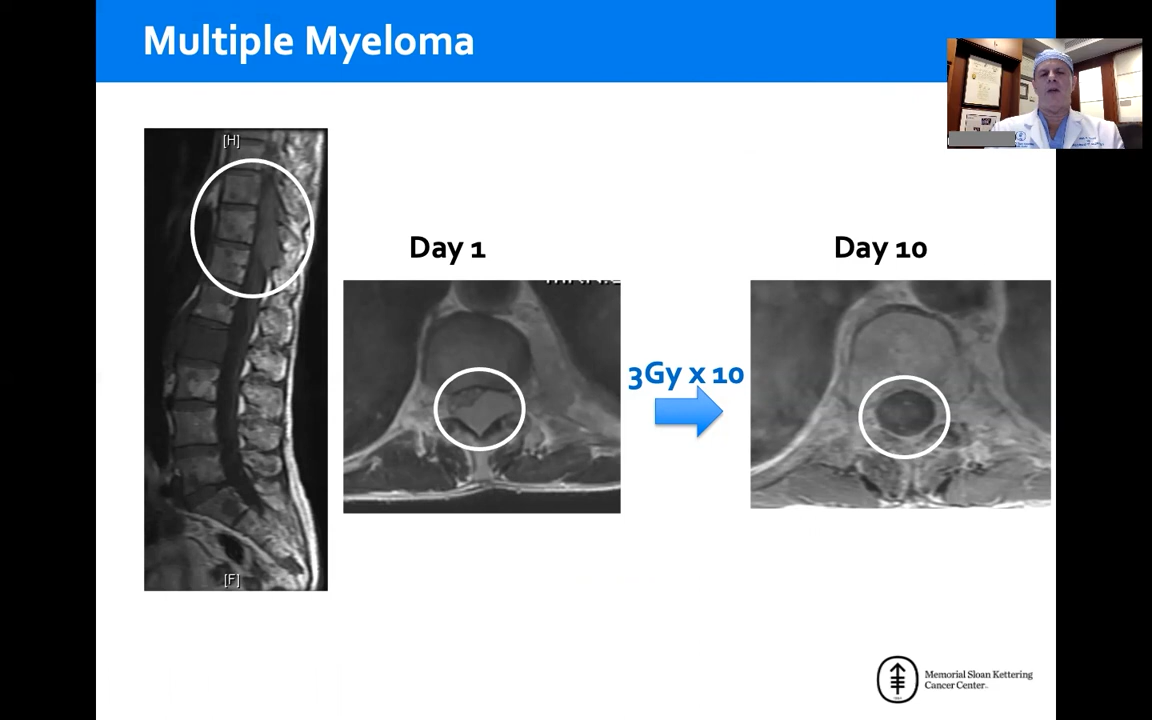 Multiple Myeloma
[H]
Day 1
Day 10
3Gy x 10
[F]
Memorial Sloan Kettering
Cancer Center